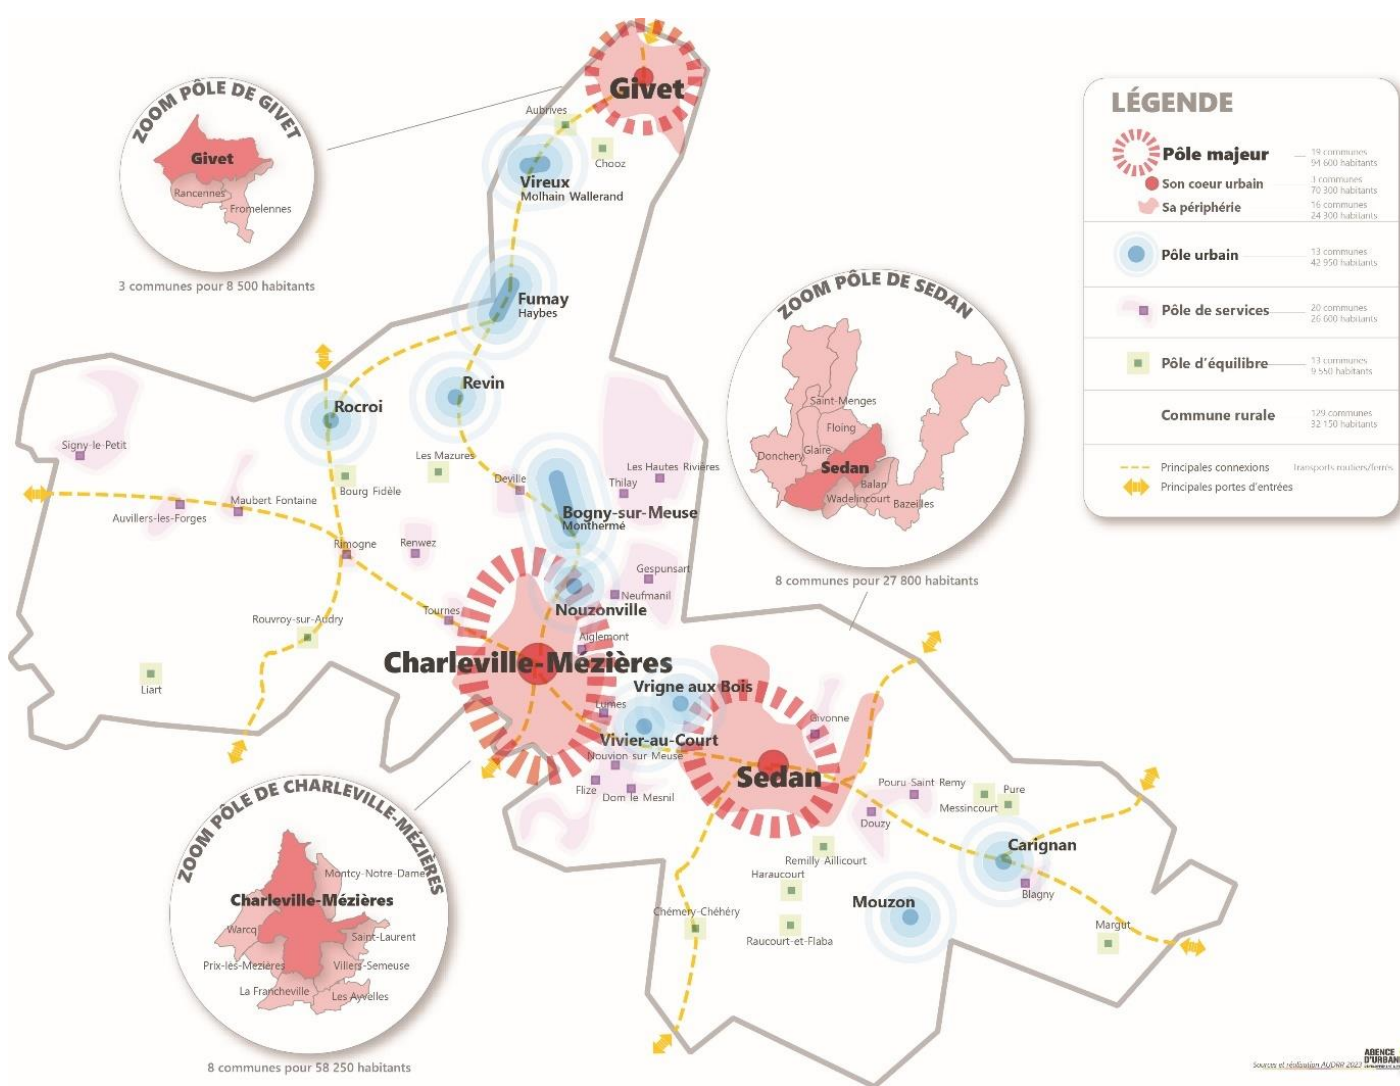 ZOOM PÔLE DE GIVET
Givet
Rancennes
Fromelennes
3 communes pour 8 500 habitants
Givet
Aubrives
Chooz
Vireux
Molhain Wallerand
Fumay
Haybes
Revin
Rocroi
Signy-le-Petit
Les Mazures
Bourg Fidèle
Deville
Les Hautes Rivières
Thilay
Maubert Fontaine
Auvillers-les-Forges
Bogny-sur-Meuse
Monthermé
Rimogne
Renwez
Gespunsart
Neufmanil
Nouzonville
Tournes
Rouvroy-sur-Audry
Aiglemont
Charleville-Mézières
Liart
Vrigne aux Bois
Lumes
Vivier-au-Court
Givonne
Nouvion sur Meuse
Flize
Dom le Mesnil
Sedan
Pouru-Saint Remy
Messincourt
Pure
Douzy
Carignan
Remilly Aillicourt
Haraucourt
Blagny
Mouzon
Chémery-Chéhéry
Raucourt-et-Flaba
Margut
ZOOM PÔLE DE SEDAN
Saint-Menges
Floing
Glaire
Donchery
Sedan
Balan
Wadelincourt
Bazeilles
8 communes pour 27 800 habitants
ZOOM PÔLE DE CHARLEVILLE-MÉZIÈRES
Montcy-Notre-Dame
Charleville-Mézières
Warcq
Saint-Laurent
Prix-les-Mezières
Villers-Semeuse
La Francheville
Les Ayvelles
8 communes pour 58 250 habitants
LÉGENDE
Pôle majeur
19 communes
94 600 habitants
Son coeur urbain
3 communes
70 300 habitants
Sa périphérie
16 communes
24 300 habitants
Pôle urbain
13 communes
42 950 habitants
Pôle de services
20 communes
26 600 habitants
Pôle d'équilibre
13 communes
9 550 habitants
Commune rurale
129 communes
32 150 habitants
Principales connexions
Transports routiers/ferrés
Principales portes d'entrées
Sources et réalisation AUDRR 2023
AGENCE
D'URBAN